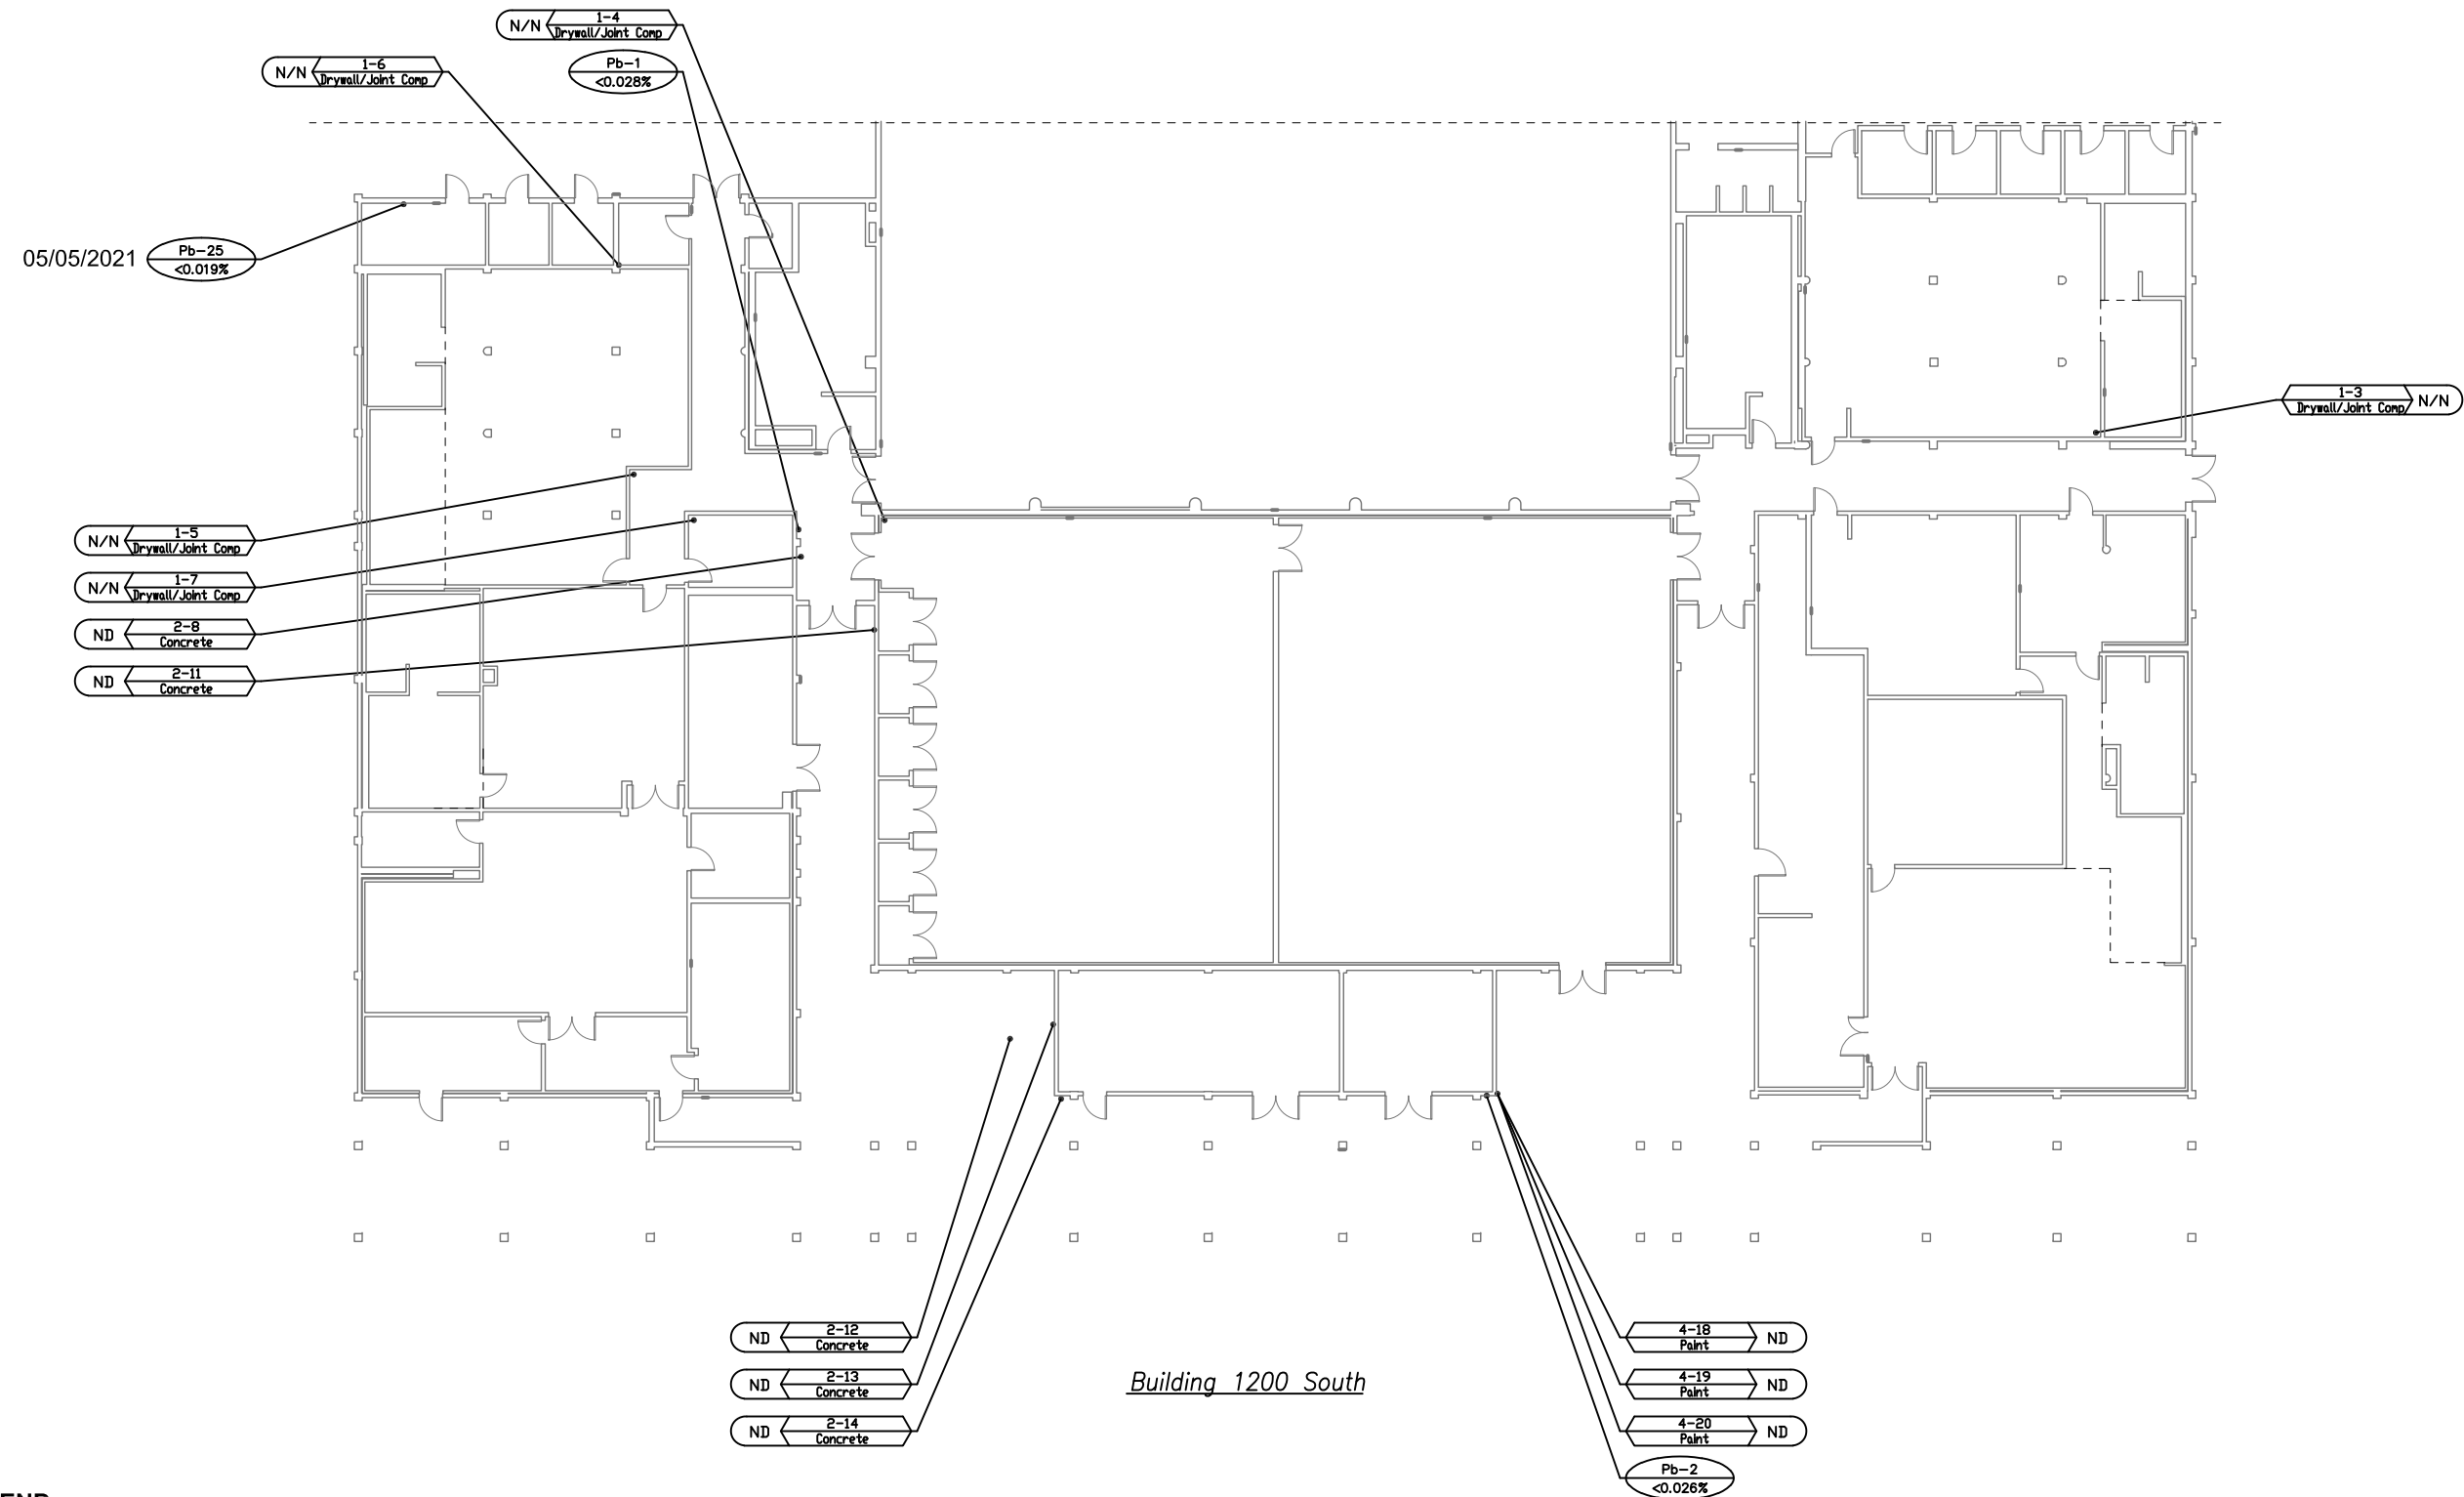 N/N
1-4
Drywall/Joint Comp
N/N
1-6
Drywall/Joint Comp
Pb-1
<0.028%
05/05/2021
Pb-25
<0.019%
1-3
Drywall/Joint Comp
N/N
N/N
1-5
Drywall/Joint Comp
N/N
1-7
Drywall/Joint Comp
ND
2-8
Concrete
ND
2-11
Concrete
ND
2-12
Concrete
4-18
Paint
ND
ND
2-13
Concrete
Building 1200 South
4-19
Paint
ND
ND
2-14
Concrete
4-20
Paint
ND
Pb-2
<0.026%